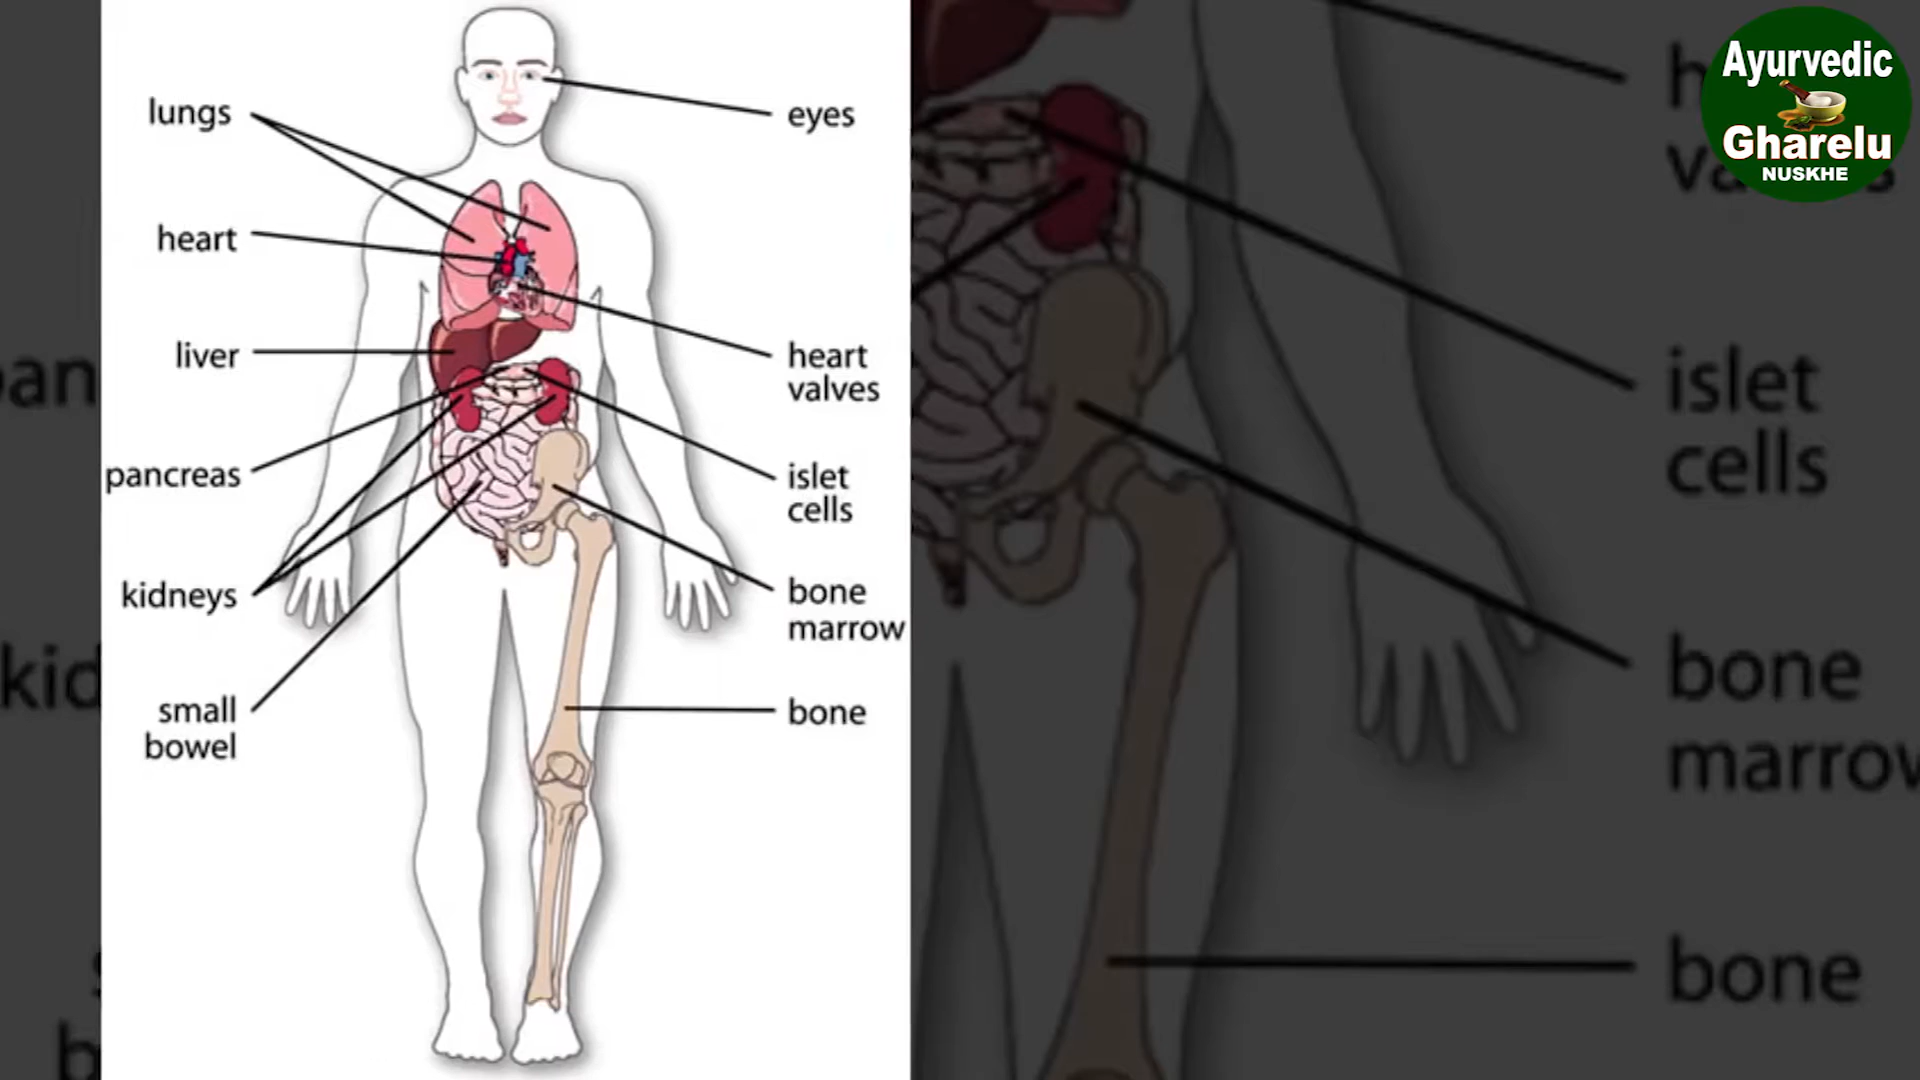 lungs
heart
liver
pancreas
kidneys
small
bowel
eyes
heart
valves
islet
cells
bone
marrow
bone
islet
cells
bone
marrow
bone
Ayurvedic
Gharelu
NUSKHE